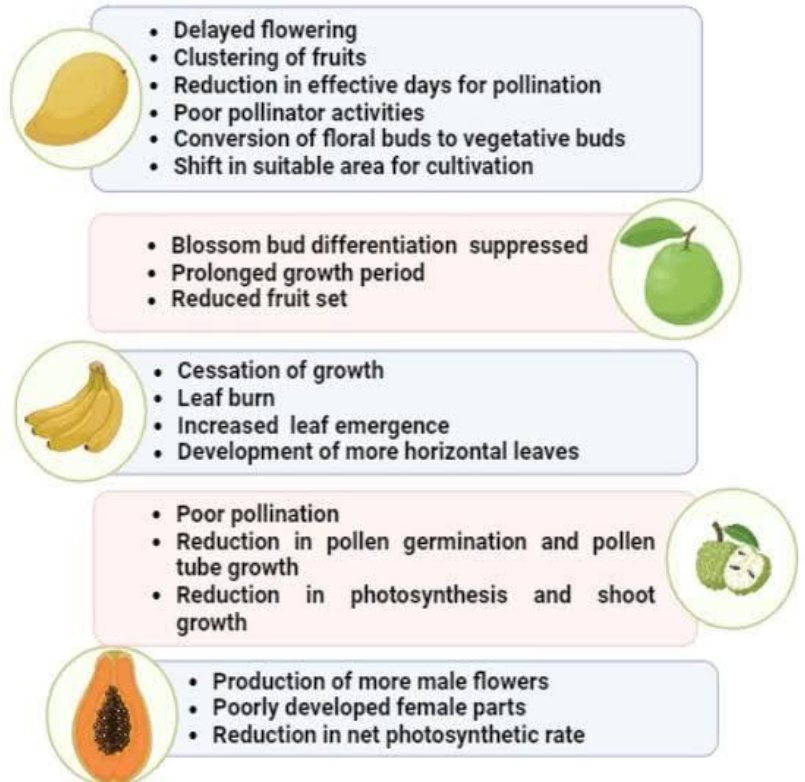 • Delayed flowering
• Clustering of fruits
• Reduction in effective days for pollination
• Poor pollinator activities
• Conversion of floral buds to vegetative buds
• Shift in suitable area for cultivation
• Blossom bud differentiation suppressed
• Prolonged growth period
• Reduced fruit set
• Cessation of growth
• Leaf burn
• Increased leaf emergence
• Development of more horizontal leaves
• Poor pollination
• Reduction in pollen germination and pollen
tube growth
• Reduction in photosynthesis and shoot
growth
• Production of more male flowers
• Poorly developed female parts
• Reduction in net photosynthetic rate